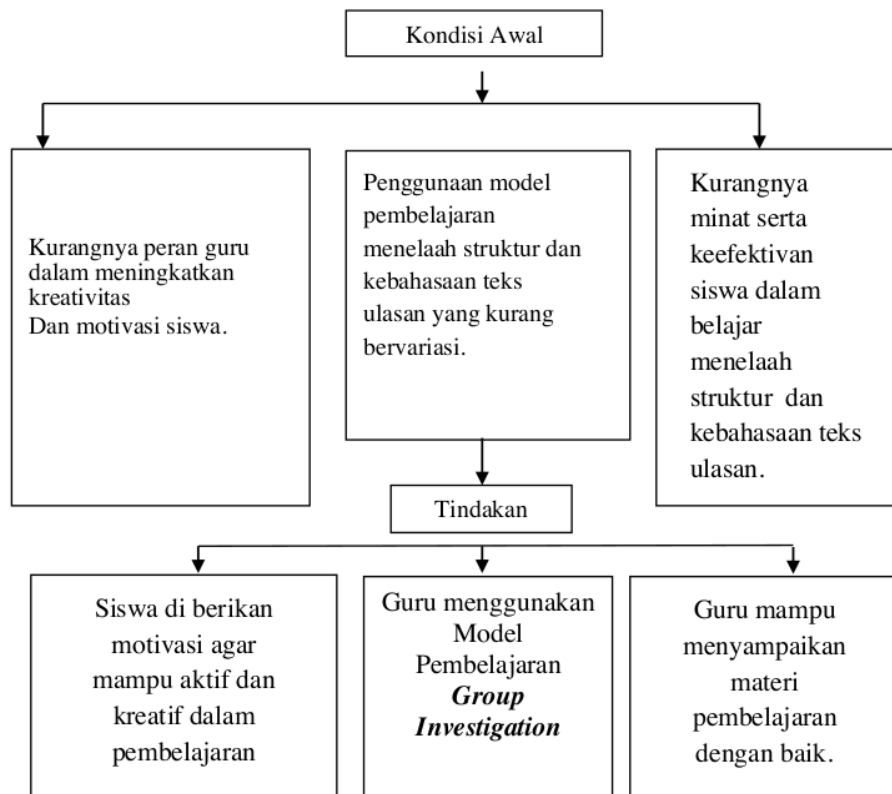 Kondisi Awal
Kurangnya peran guru
dalam meningkatkan
kreativitas
Dan motivasi siswa.
Penggunaan model
pembelajaran
menelaah struktur dan
kebahasaan teks
ulasan yang kurang
bervariasi.
Kurangnya
minat serta
keefektivan
siswa dalam
belajar
menelaah
struktur dan
kebahasaan teks
ulasan.
Tindakan
Siswa di berikan
motivasi agar
mampu aktif dan
kreatif dalam
pembelajaran
Guru menggunakan
Model
Pembelajaran
Group
Investigation
Guru mampu
menyampaikan
materi
pembelajaran
dengan baik.